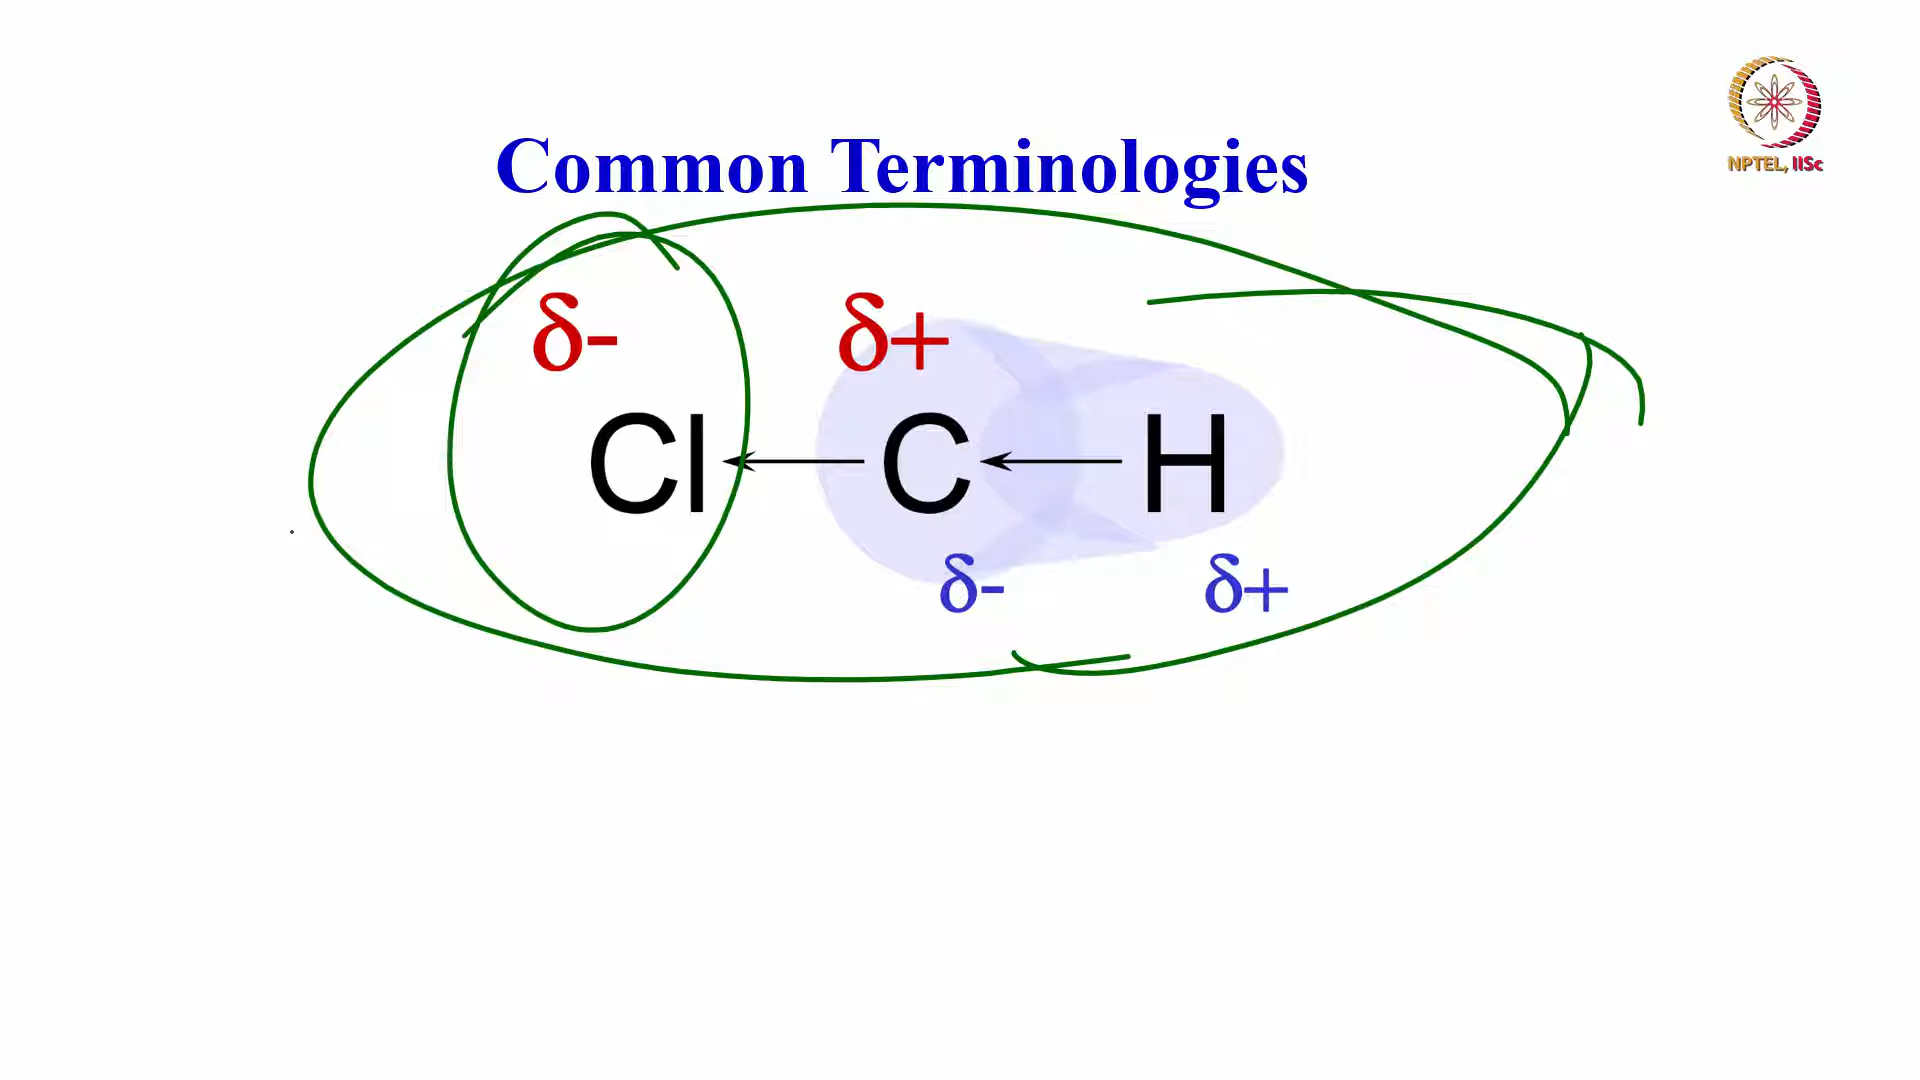 NPTEL, IISc
Common Terminologies
δ- δ+
Cl C H
δ- δ+